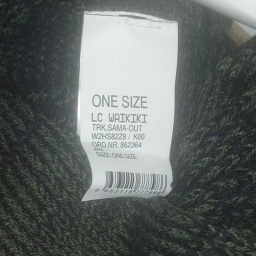 ONE SIZE
LC WAIKIKI
TRK.SAMA-OUT
W2HS82Z8 / K00
ORD.NR: 862364
SIZE: ONE SIZE